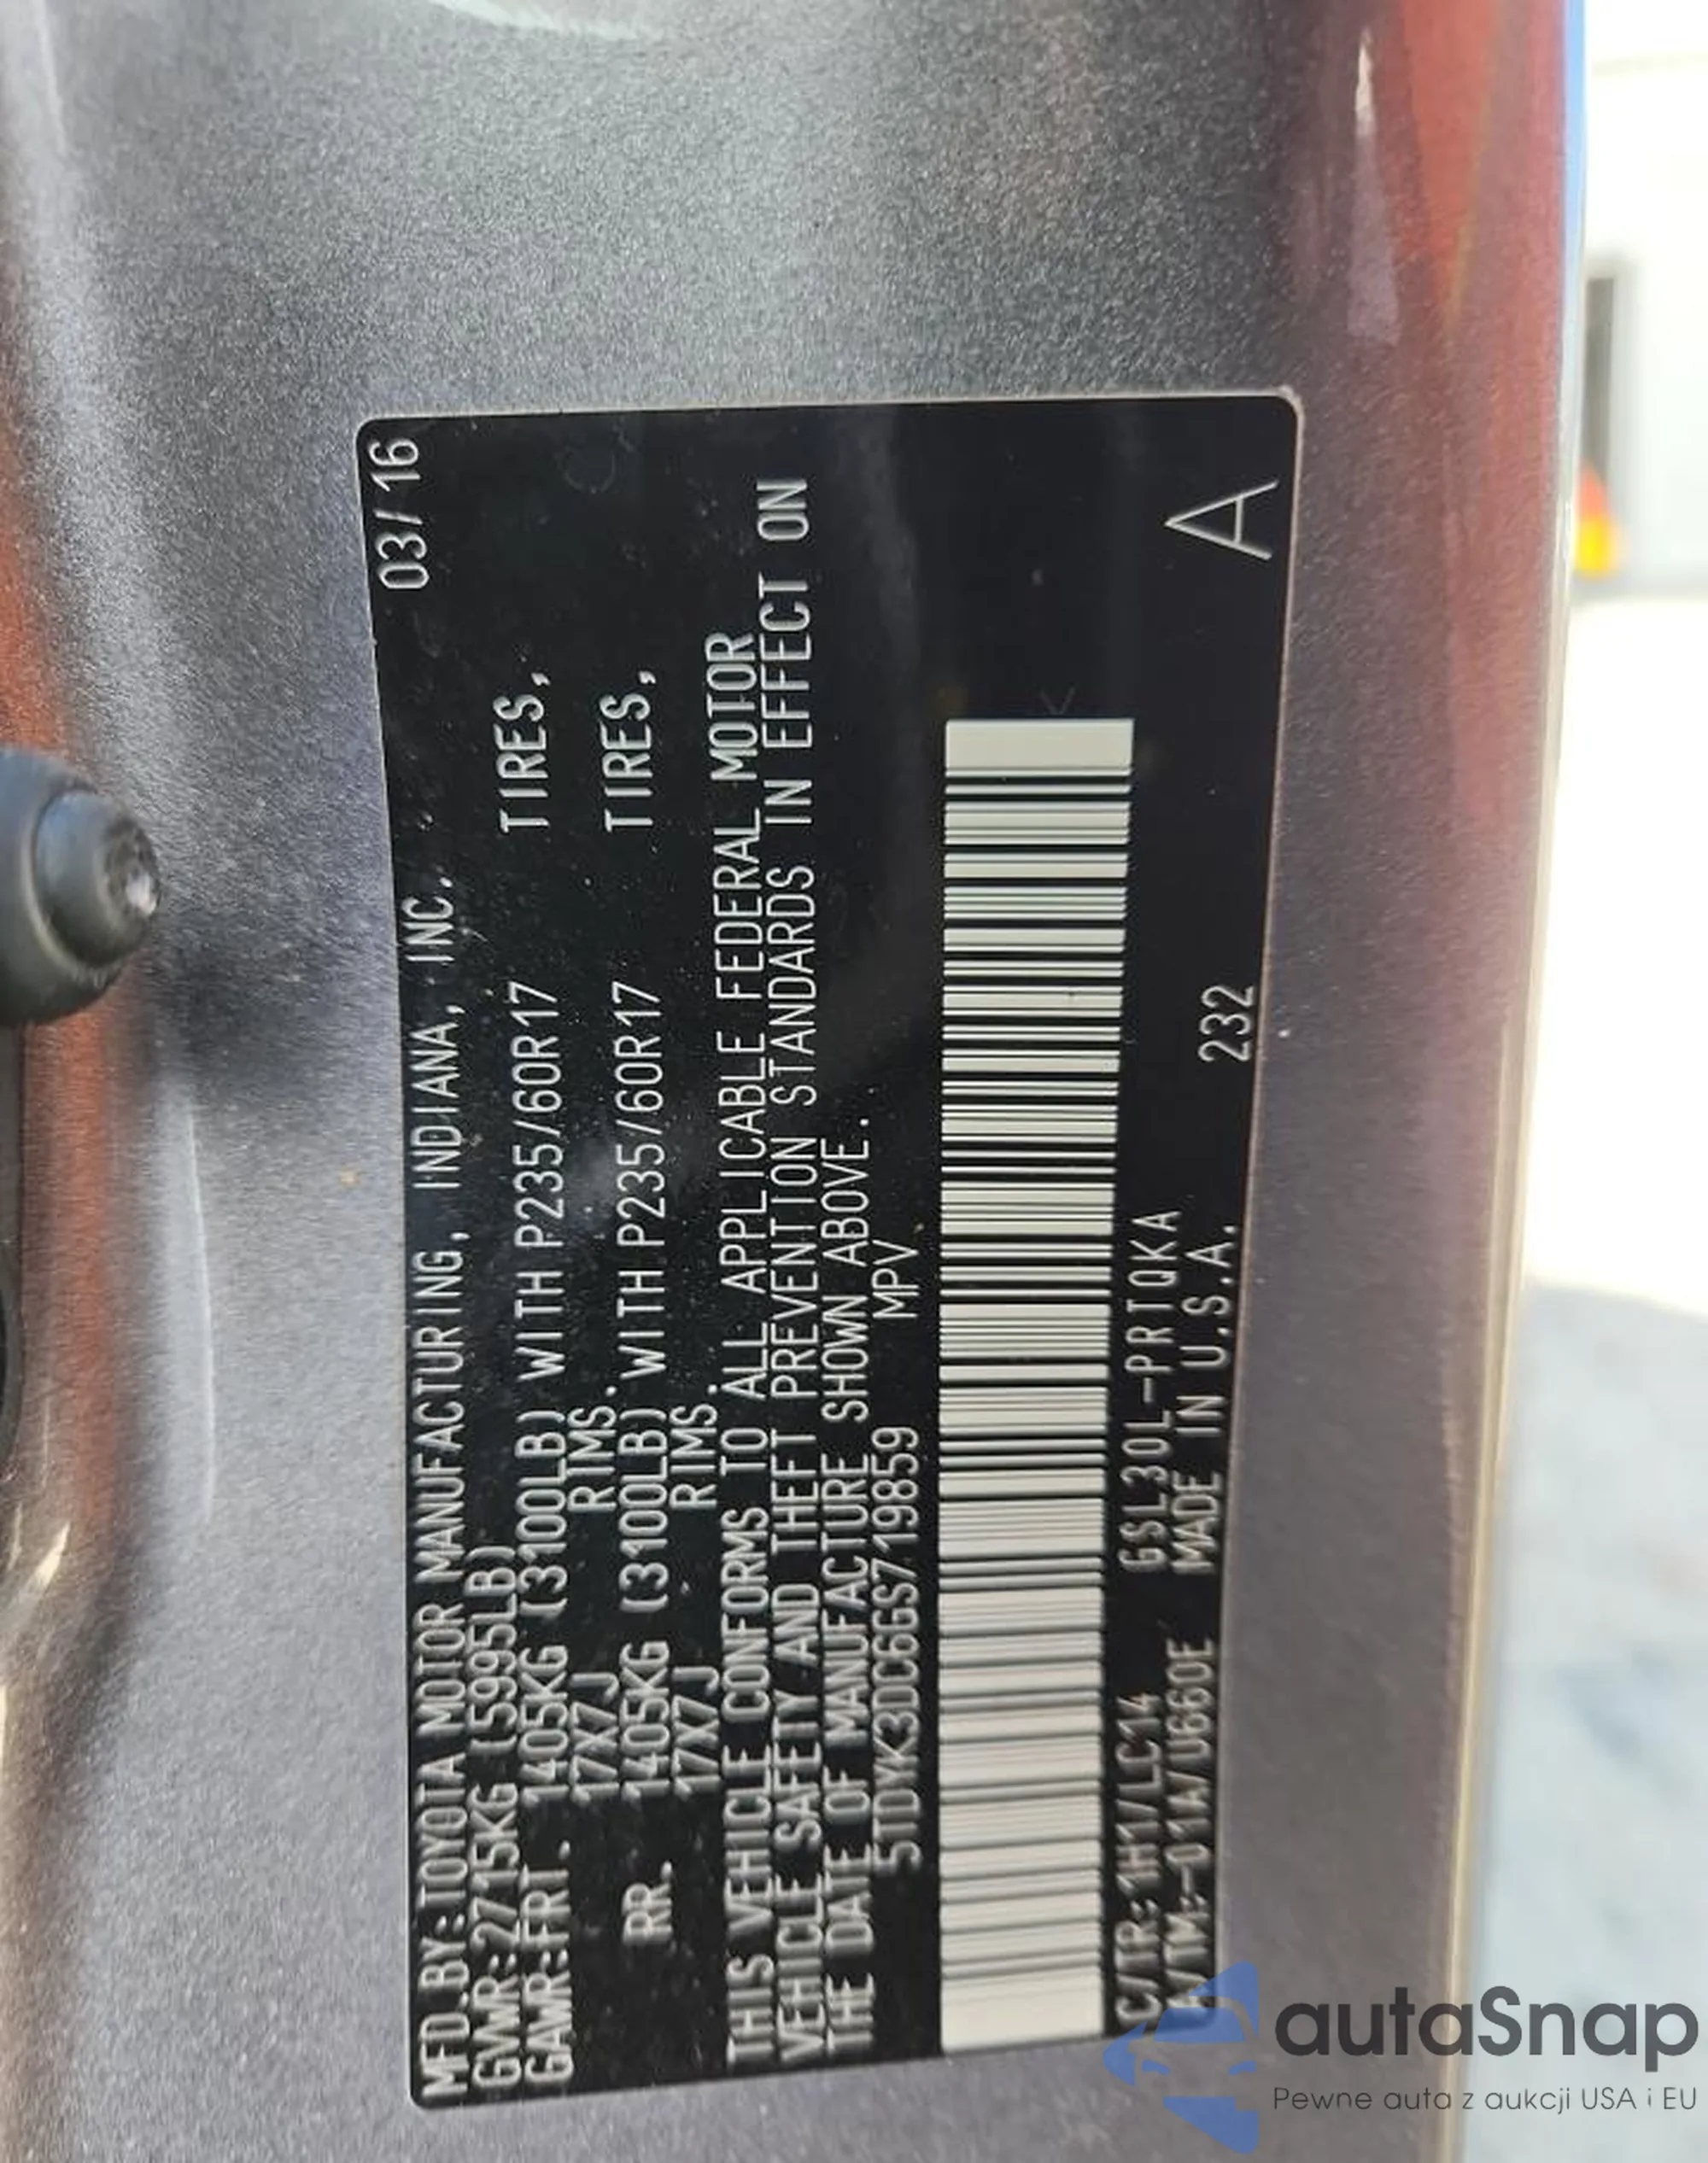 MFD.BY:TOYOTA MOTOR MANUFACTURING, INDIANA, INC. 03/16
GVWR:2715KG (5995LB)
GAWR:FRT. 1405KG (3100LB) WITH P235/60R17 TIRES,
17X7J RIMS.
RR. 1405KG (3100LB) WITH P235/60R17 TIRES,
17X7J RIMS.
THIS VEHICLE CONFORMS TO ALL APPLICABLE FEDERAL MOTOR
VEHICLE SAFETY AND THEFT PREVENTION STANDARDS IN EFFECT ON
THE DATE OF MANUFACTURE SHOWN ABOVE.
5TDYK3DC6GS719859 MPV
C/TR:1H1/LC14 GSL30L-PRTQKA
A/TM:-01A/U660E MADE IN U.S.A. 232
A
autaSnap
Pewne auta z aukcji USA i EU